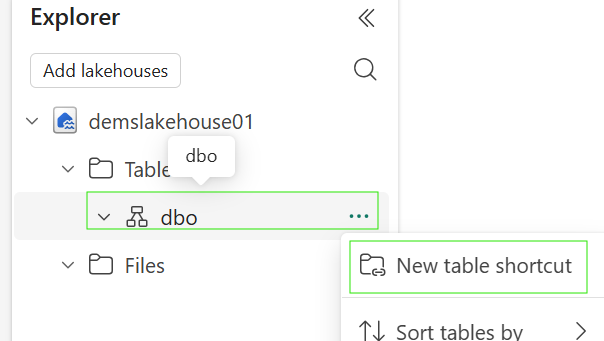 Explorer
Add lakehouses
demslakehouse01
dbo
Table
dbo
Files
New table shortcut
Sort tables by